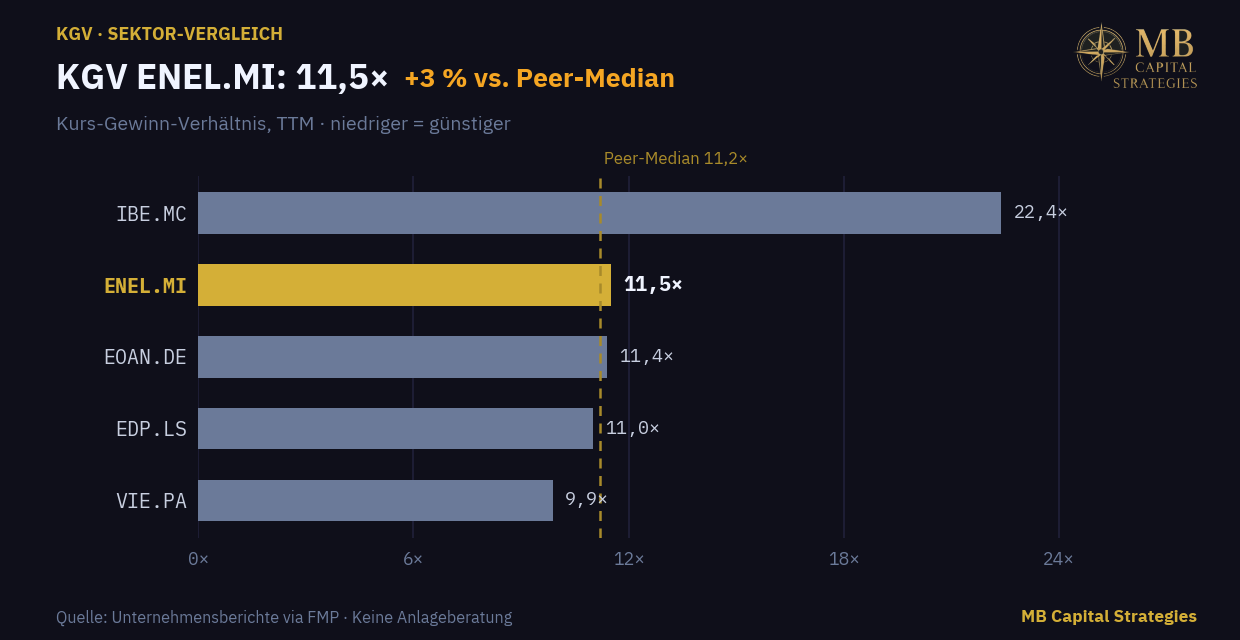 KGV · SEKTOR-VERGLEICH
MB
CAPITAL
STRATEGIES
KGV ENEL.MI: 11,5× +3 % vs. Peer-Median
Kurs-Gewinn-Verhältnis, TTM · niedriger = günstiger
Peer-Median 11,2×
IBE.MC 22,4×
ENEL.MI 11,5×
EOAN.DE 11,4×
EDP.LS 11,0×
VIE.PA 9,9×
0× 6× 12× 18× 24×
Quelle: Unternehmensberichte via FMP · Keine Anlageberatung
MB Capital Strategies